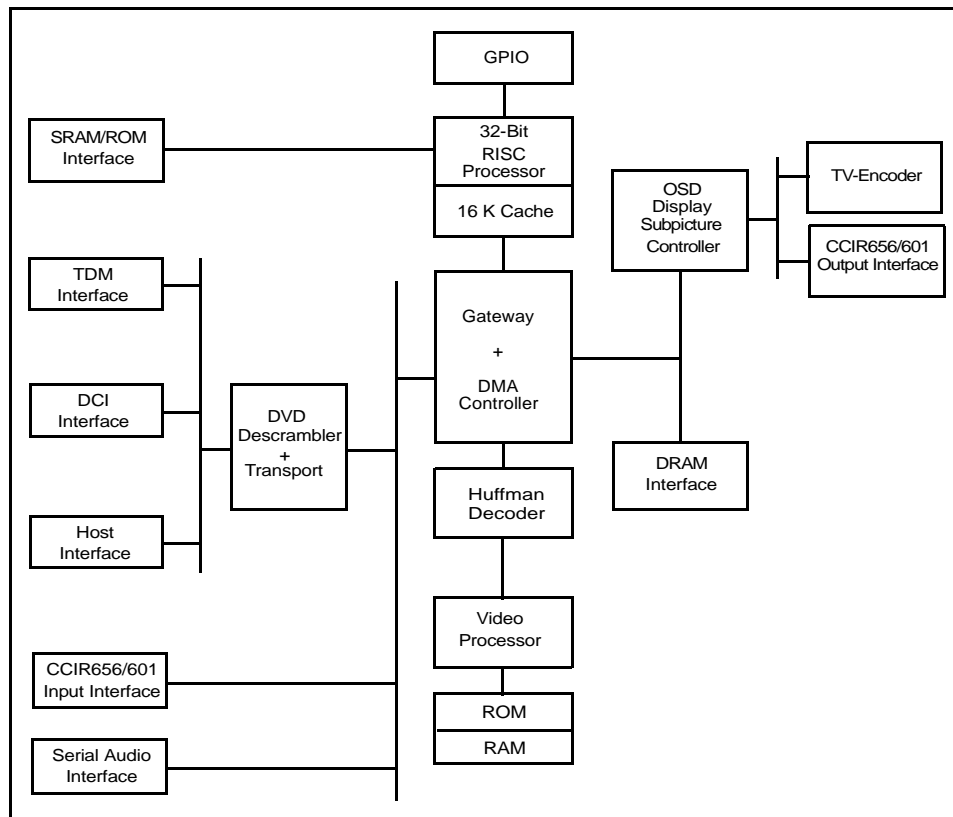 GPIO
SRAM/ROM
Interface
32-Bit
RISC
Processor
16 K Cache
OSD
Display
Subpicture
Controller
TV-Encoder
CCIR656/601
Output Interface
TDM
Interface
Gateway
+
DMA
Controller
DCI
Interface
DVD
Descrambler
+
Transport
DRAM
Interface
Huffman
Decoder
Host
Interface
Video
Processor
CCIR656/601
Input Interface
ROM
RAM
Serial Audio
Interface